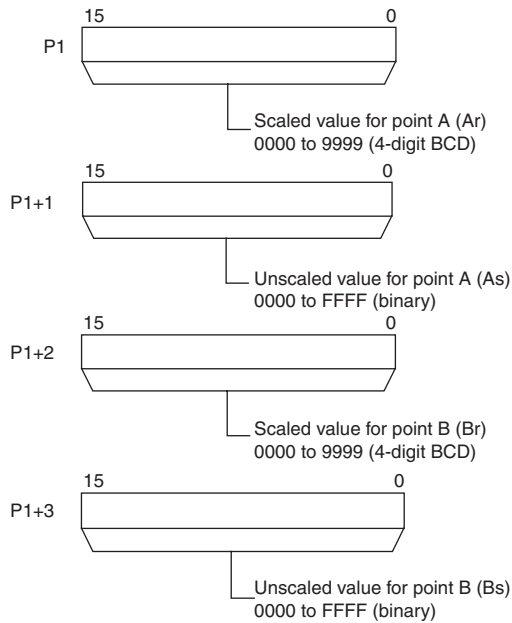 15 0
P1
Scaled value for point A (Ar)
0000 to 9999 (4-digit BCD)
15 0
P1+1
Unscaled value for point A (As)
0000 to FFFF (binary)
15 0
P1+2
Scaled value for point B (Br)
0000 to 9999 (4-digit BCD)
15 0
P1+3
Unscaled value for point B (Bs)
0000 to FFFF (binary)